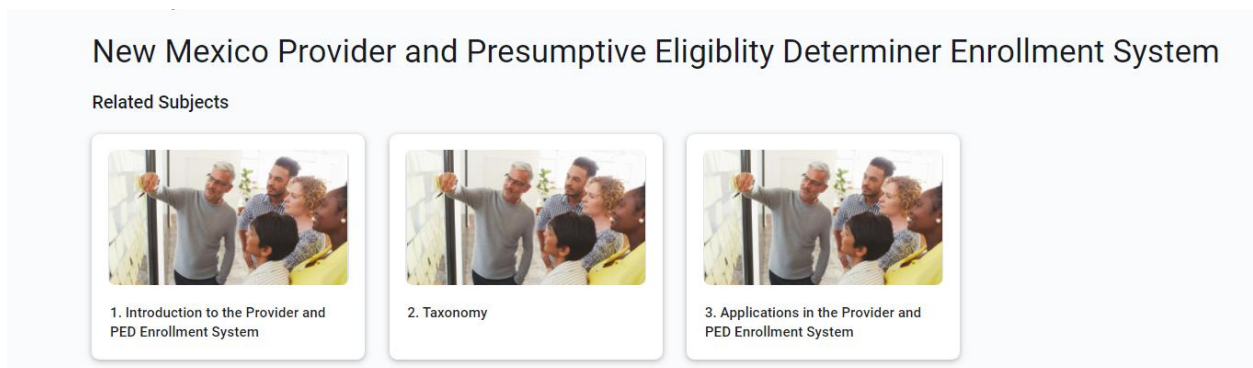 New Mexico Provider and Presumptive Eligiblity Determiner Enrollment System
Related Subjects
1. Introduction to the Provider and
PED Enrollment System
2. Taxonomy
3. Applications in the Provider and
PED Enrollment System